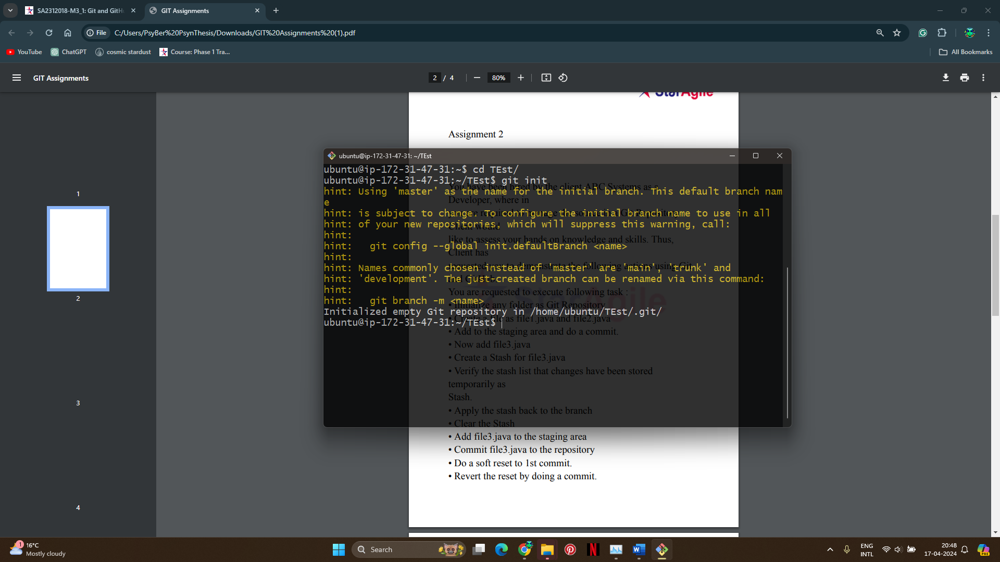 SA2312018-M3_1: Git and GitH
GIT Assignments
File
C:/Users/PsyBer%20PsynThesis/Downloads/GIT%20Assignments%20(1).pdf
YouTube
ChatGPT
cosmic stardust
Course: Phase 1 Tra...
All Bookmarks
GIT Assignments
2 / 4
80%
StarAgile
Assignment 2
ubuntu@ip-172-31-47-31: ~/TEst
ubuntu@ip-172-31-47-31:~$ cd TEst/
ubuntu@ip-172-31-47-31:~/TEst$ git init
hint: Using 'master' as the name for the initial branch. This default branch nam
e
hint: is subject to change. To configure the initial branch name to use in all
hint: of your new repositories, which will suppress this warning, call:
hint:
hint:   git config --global init.defaultBranch <name>
hint:
hint: Names commonly chosen instead of 'master' are 'main', 'trunk' and
hint: 'development'. The just-created branch can be renamed via this command:
hint:
hint:   git branch -m <name>
Initialized empty Git repository in /home/ubuntu/TEst/.git/
ubuntu@ip-172-31-47-31:~/TEst$
You have been hired by the client ABC Systems as a
Developer, where in
Client would
like to assess your hands on knowledge and skills. Thus,
Client has
You are requested to execute following task :
• Initialize any folder as Git Repository
• Create a file as file1.java and file2.java
• Add to the staging area and do a commit.
• Now add file3.java
• Create a Stash for file3.java
• Verify the stash list that changes have been stored
temporarily as
Stash.
• Apply the stash back to the branch
• Clear the Stash
• Add file3.java to the staging area
• Commit file3.java to the repository
• Do a soft reset to 1st commit.
• Revert the reset by doing a commit.
StarAgile
1
2
3
4
1
16°C
Mostly cloudy
Search
ENG
INTL
20:48
17-04-2024
PRE